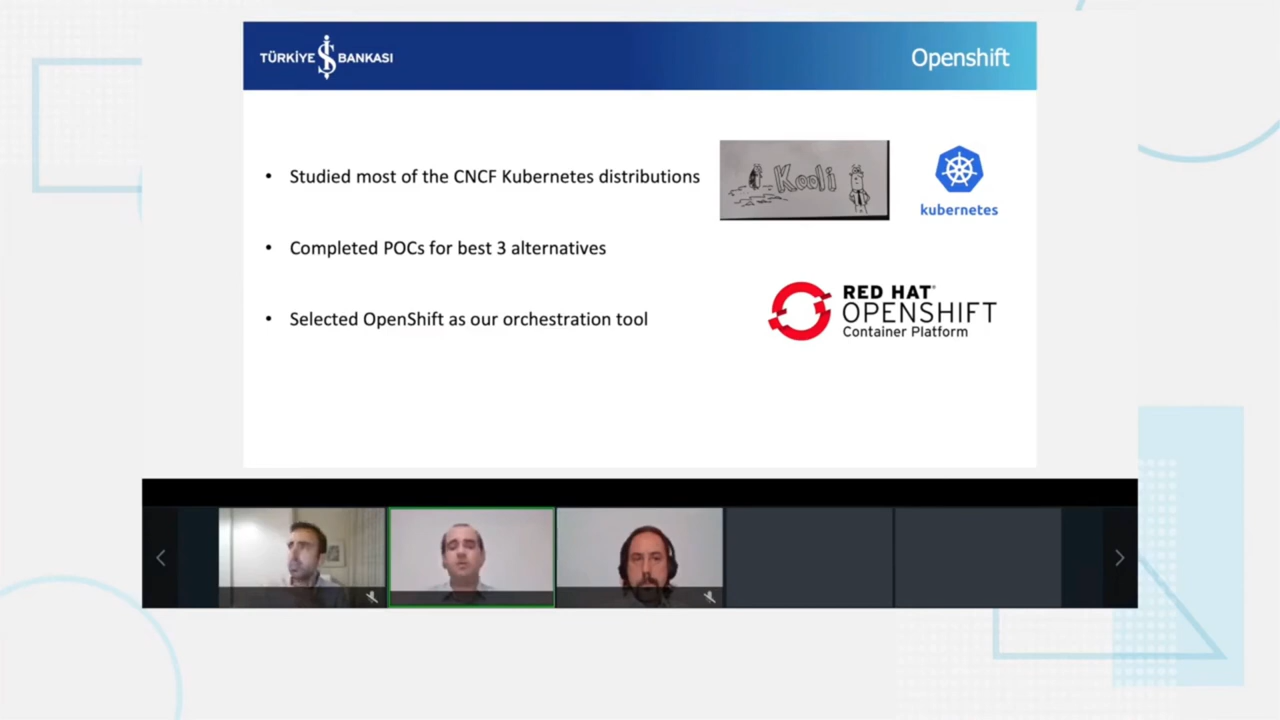 TÜRKİYE BANKASI
Openshift
• Studied most of the CNCF Kubernetes distributions
Kooli
kubernetes
• Completed POCs for best 3 alternatives
RED HAT®
OPENSHIFT
Container Platform
• Selected OpenShift as our orchestration tool